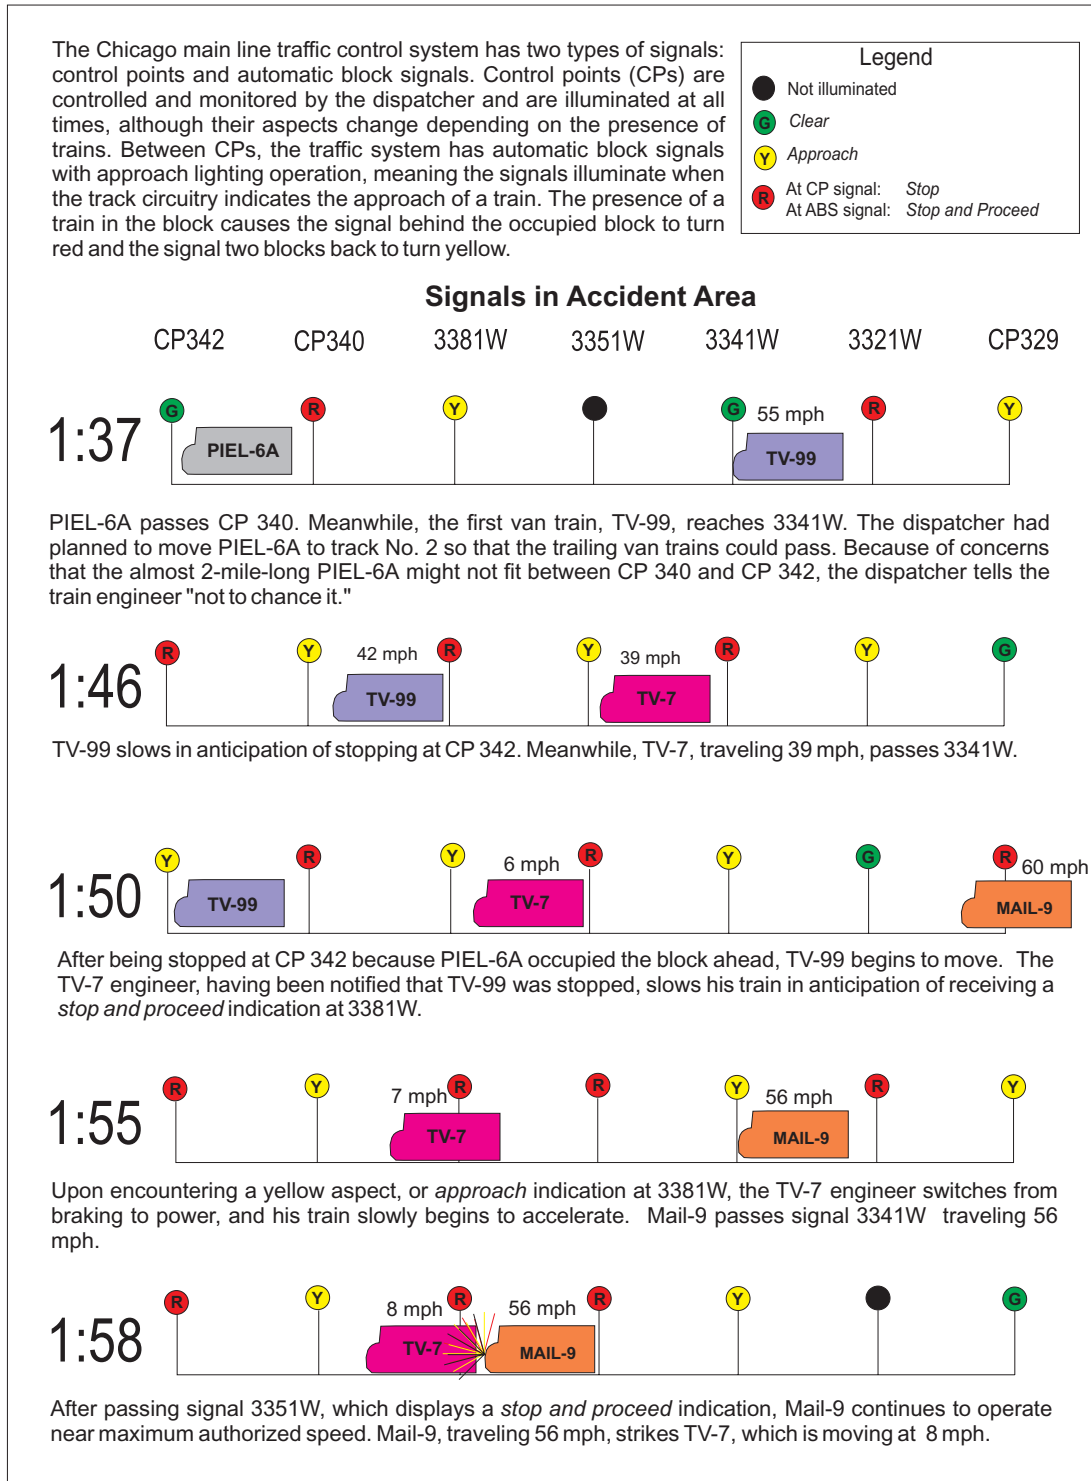 The Chicago main line traffic control system has two types of signals:
control points and automatic block signals. Control points (CPs) are
controlled and monitored by the dispatcher and are illuminated at all
times, although their aspects change depending on the presence of
trains. Between CPs, the traffic system has automatic block signals
with approach lighting operation, meaning the signals illuminate when
the track circuitry indicates the approach of a train. The presence of a
train in the block causes the signal behind the occupied block to turn
red and the signal two blocks back to turn yellow.
Legend
Not illuminated
G Clear
Y Approach
R At CP signal: Stop
At ABS signal: Stop and Proceed
Signals in Accident Area
CP342 CP340 3381W 3351W 3341W 3321W CP329
1:37
G R Y G R Y
55 mph
PIEL-6A TV-99
PIEL-6A passes CP 340. Meanwhile, the first van train, TV-99, reaches 3341W. The dispatcher had
planned to move PIEL-6A to track No. 2 so that the trailing van trains could pass. Because of concerns
that the almost 2-mile-long PIEL-6A might not fit between CP 340 and CP 342, the dispatcher tells the
train engineer "not to chance it."
1:46
R Y R Y R Y G
42 mph 39 mph
TV-99 TV-7
TV-99 slows in anticipation of stopping at CP 342. Meanwhile, TV-7, traveling 39 mph, passes 3341W.
1:50
Y R Y R Y G R
6 mph 60 mph
TV-99 TV-7 MAIL-9
After being stopped at CP 342 because PIEL-6A occupied the block ahead, TV-99 begins to move. The
TV-7 engineer, having been notified that TV-99 was stopped, slows his train in anticipation of receiving a
stop and proceed indication at 3381W.
1:55
R Y R R Y R Y
7 mph 56 mph
TV-7 MAIL-9
Upon encountering a yellow aspect, or approach indication at 3381W, the TV-7 engineer switches from
braking to power, and his train slowly begins to accelerate. Mail-9 passes signal 3341W traveling 56
mph.
1:58
R Y R R Y G
8 mph 56 mph
TV-7 MAIL-9
After passing signal 3351W, which displays a stop and proceed indication, Mail-9 continues to operate
near maximum authorized speed. Mail-9, traveling 56 mph, strikes TV-7, which is moving at 8 mph.